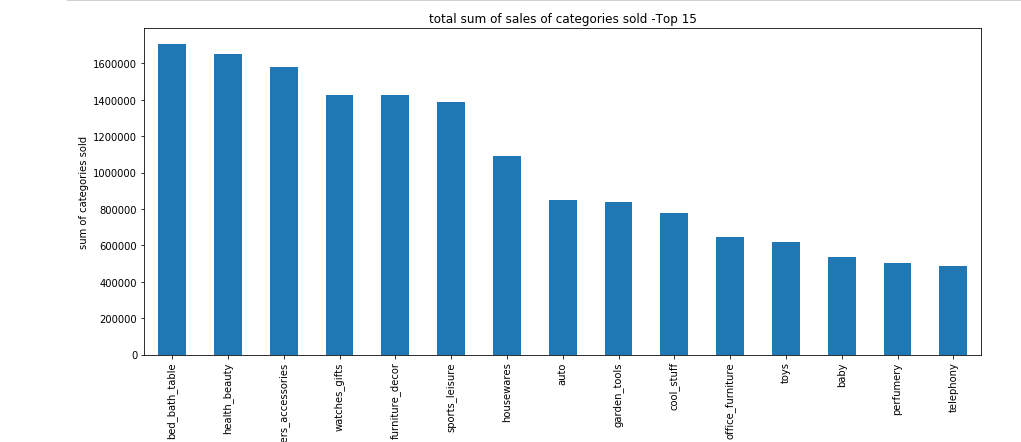 total sum of sales of categories sold -Top 15
sum of categories sold
1600000
1400000
1200000
1000000
800000
600000
400000
200000
0
bed_bath_table
health_beauty
ers_accessories
watches_gifts
furniture_decor
sports_leisure
housewares
auto
garden_tools
cool_stuff
office_furniture
toys
baby
perfumery
telephony